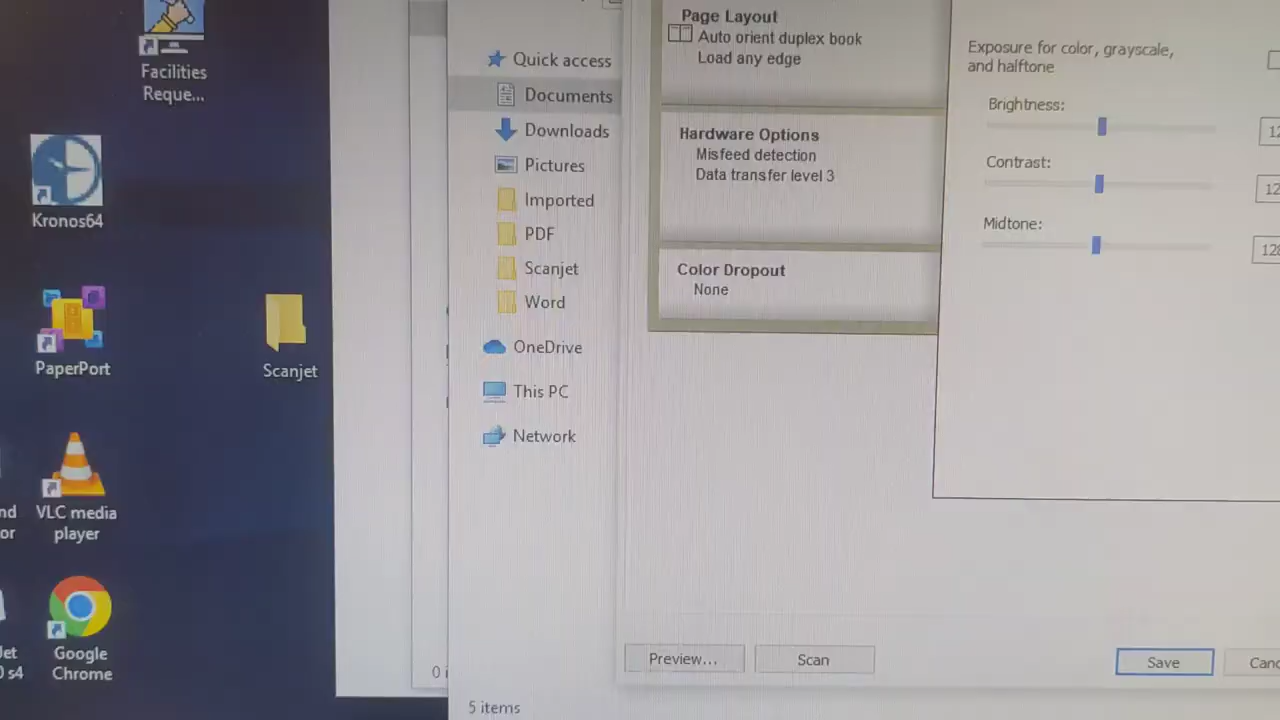 Facilities
Reque...
Kronos64
PaperPort
Scanjet
VLC media
player
Google
Chrome
nd
or
s4
Quick access
Documents
Downloads
Pictures
Imported
PDF
Scanjet
Word
OneDrive
This PC
Network
5 items
Page Layout
Auto orient duplex book
Load any edge
Hardware Options
Misfeed detection
Data transfer level 3
Color Dropout
None
Exposure for color, grayscale,
and halftone
Brightness:
Contrast:
Midtone:
Preview...
Scan
Save